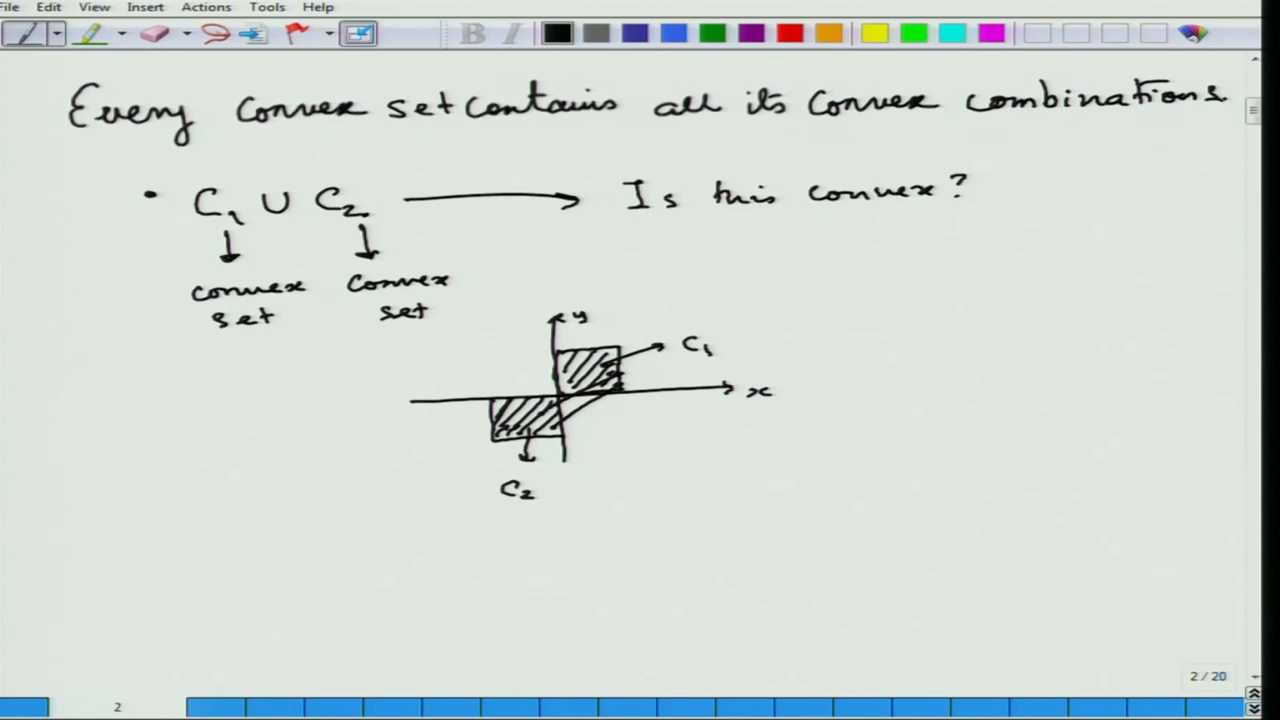 File Edit View Insert Actions Tools Help
B I
Every convex set contains all its convex combinations
• C₁ ∪ C₂ → Is this convex?
convex set
convex set
y
C₁
x
C₂
2 / 20
2